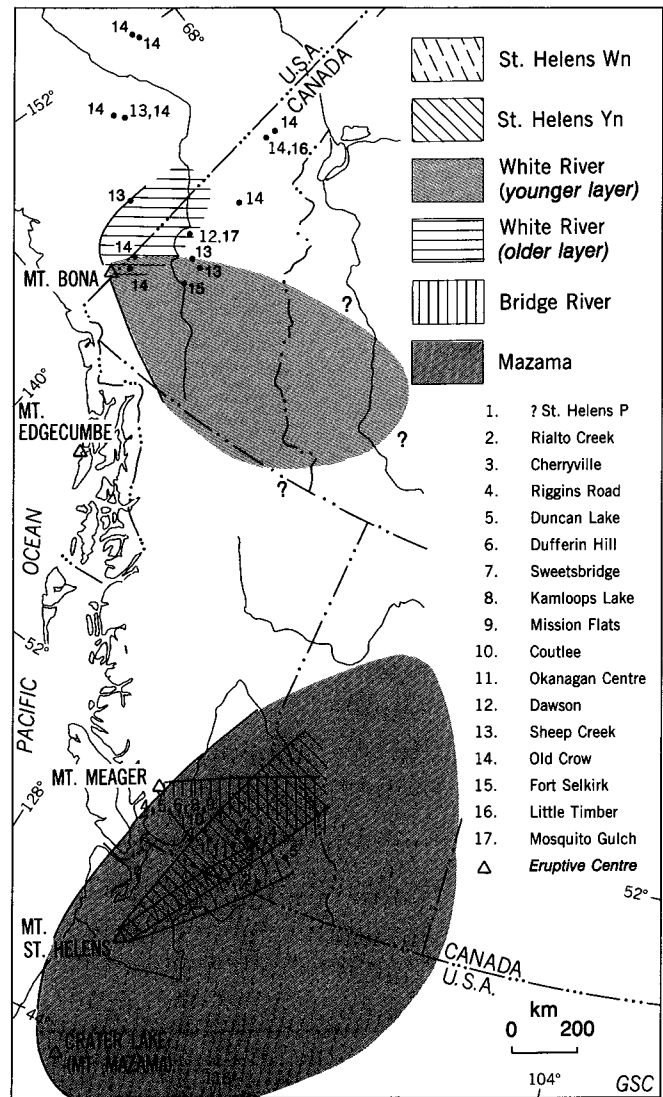 14
14
68°
U.S.A.
CANADA
152°
14
13,14
14
14,16
13
14
12,17
14
13
13
MT. BONA
14
15
?
140°
MT.
EDGECUMBE
?
?
OCEAN
52°
PACIFIC
MT. MEAGER
128°
MT.
ST. HELENS
44°
CRATER LAKE
(MT. MAZAMA)
116°
CANADA
U.S.A.
52°
104°
km
0 200
GSC
St. Helens Wn
St. Helens Yn
White River
(younger layer)
White River
(older layer)
Bridge River
Mazama
1. ? St. Helens P
2. Rialto Creek
3. Cherryville
4. Riggins Road
5. Duncan Lake
6. Dufferin Hill
7. Sweetsbridge
8. Kamloops Lake
9. Mission Flats
10. Coutlee
11. Okanagan Centre
12. Dawson
13. Sheep Creek
14. Old Crow
15. Fort Selkirk
16. Little Timber
17. Mosquito Gulch
△ Eruptive Centre